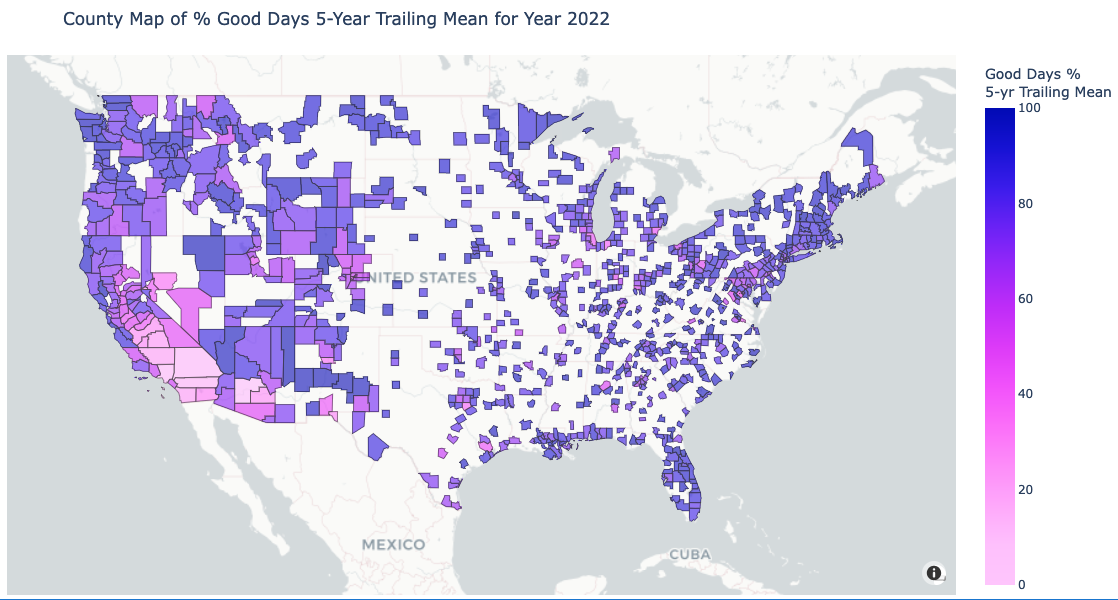 County Map of % Good Days 5-Year Trailing Mean for Year 2022
Good Days %
5-yr Trailing Mean
100
80
60
40
20
0
NITED STATES
MEXICO
CUBA
i